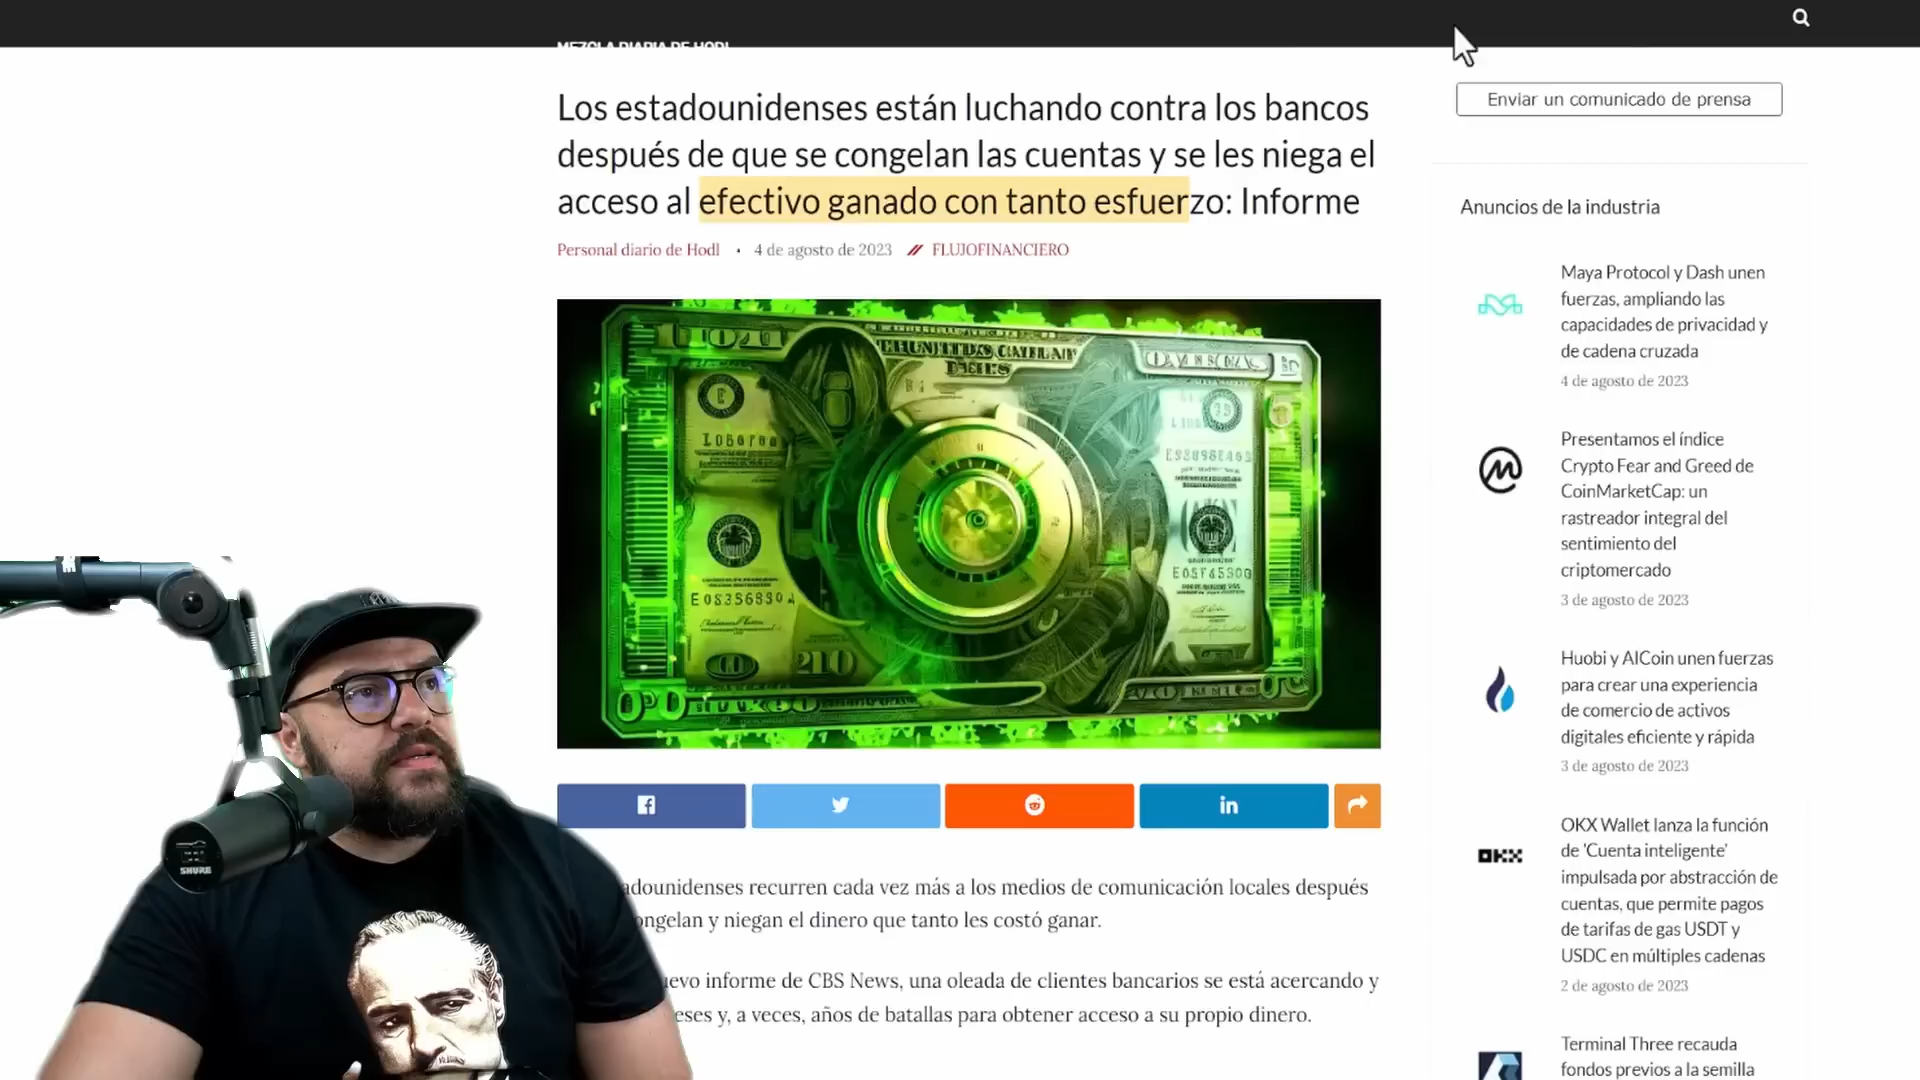 MEZCLA DIARIA DE HODL
Los estadounidenses están luchando contra los bancos
después de que se congelan las cuentas y se les niega el
acceso al efectivo ganado con tanto esfuerzo: Informe
Personal diario de Hodl • 4 de agosto de 2023 // FLUJOFINANCIERO
adounidenses recurren cada vez más a los medios de comunicación locales después
ongelan y niegan el dinero que tanto les costó ganar.
uevo informe de CBS News, una oleada de clientes bancarios se está acercando y
eses y, a veces, años de batallas para obtener acceso a su propio dinero.
SHURE
Enviar un comunicado de prensa
Anuncios de la industria
Maya Protocol y Dash unen
fuerzas, ampliando las
capacidades de privacidad y
de cadena cruzada
4 de agosto de 2023
Presentamos el índice
Crypto Fear and Greed de
CoinMarketCap: un
rastreador integral del
sentimiento del
criptomercado
3 de agosto de 2023
Huobi y AICoin unen fuerzas
para crear una experiencia
de comercio de activos
digitales eficiente y rápida
3 de agosto de 2023
OKX
OKX Wallet lanza la función
de 'Cuenta inteligente'
impulsada por abstracción de
cuentas, que permite pagos
de tarifas de gas USDT y
USDC en múltiples cadenas
2 de agosto de 2023
Terminal Three recauda
fondos previos a la semilla